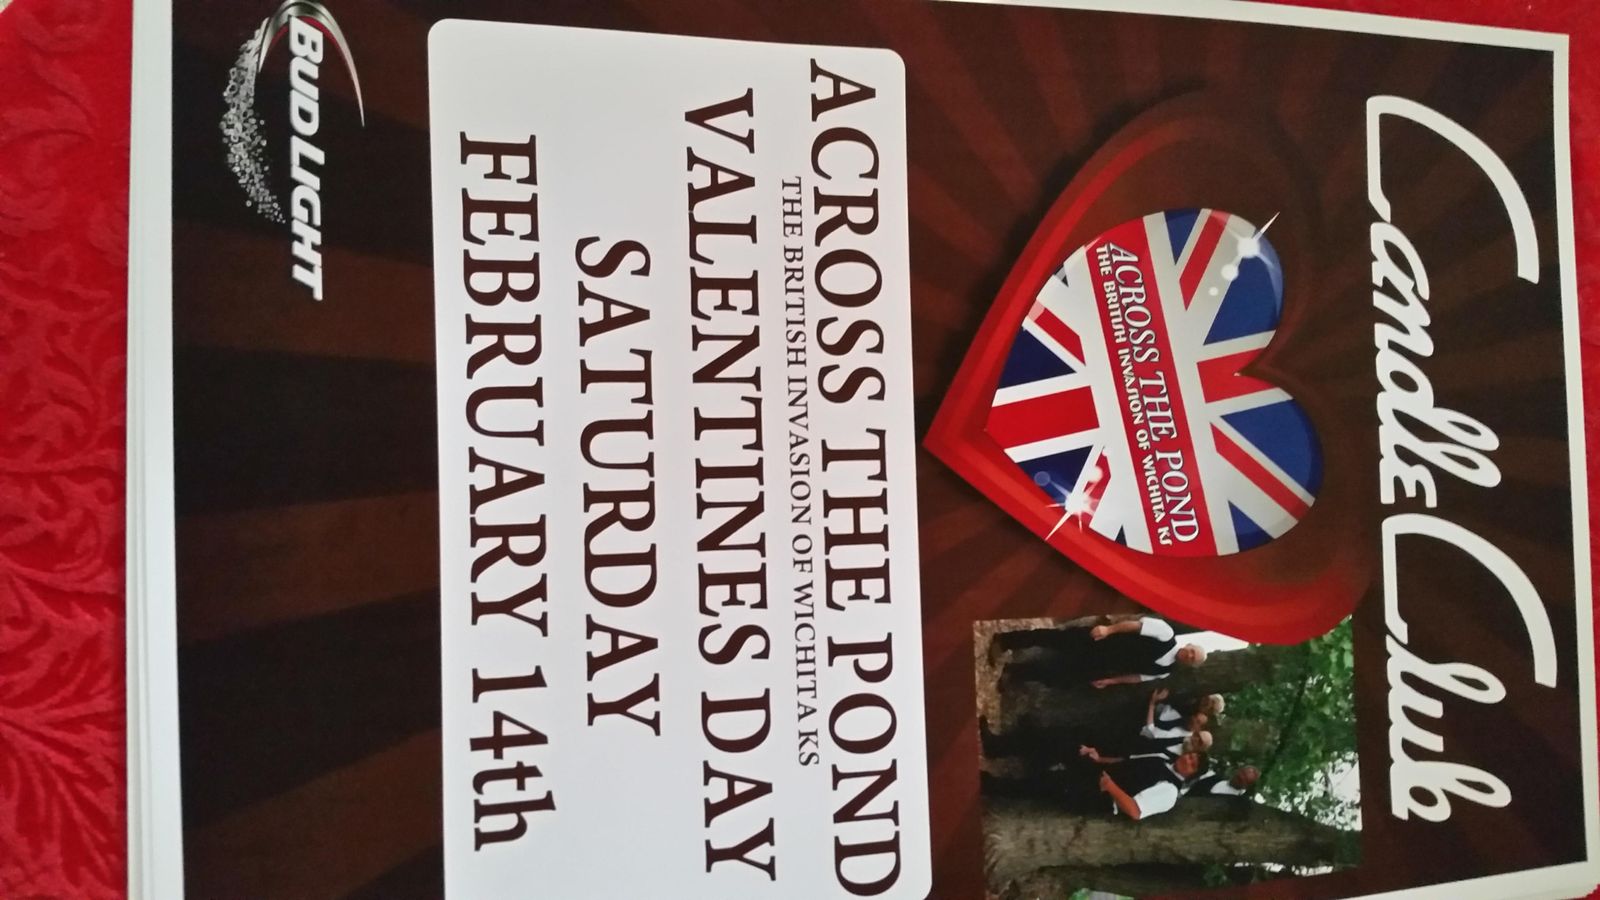 Candle Club
ACROSS THE POND
THE BRITISH INVASION OF WICHITA KS
ACROSS THE POND
THE BRITISH INVASION OF WICHITA KS
VALENTINES DAY
SATURDAY
FEBRUARY 14th
BUD LIGHT